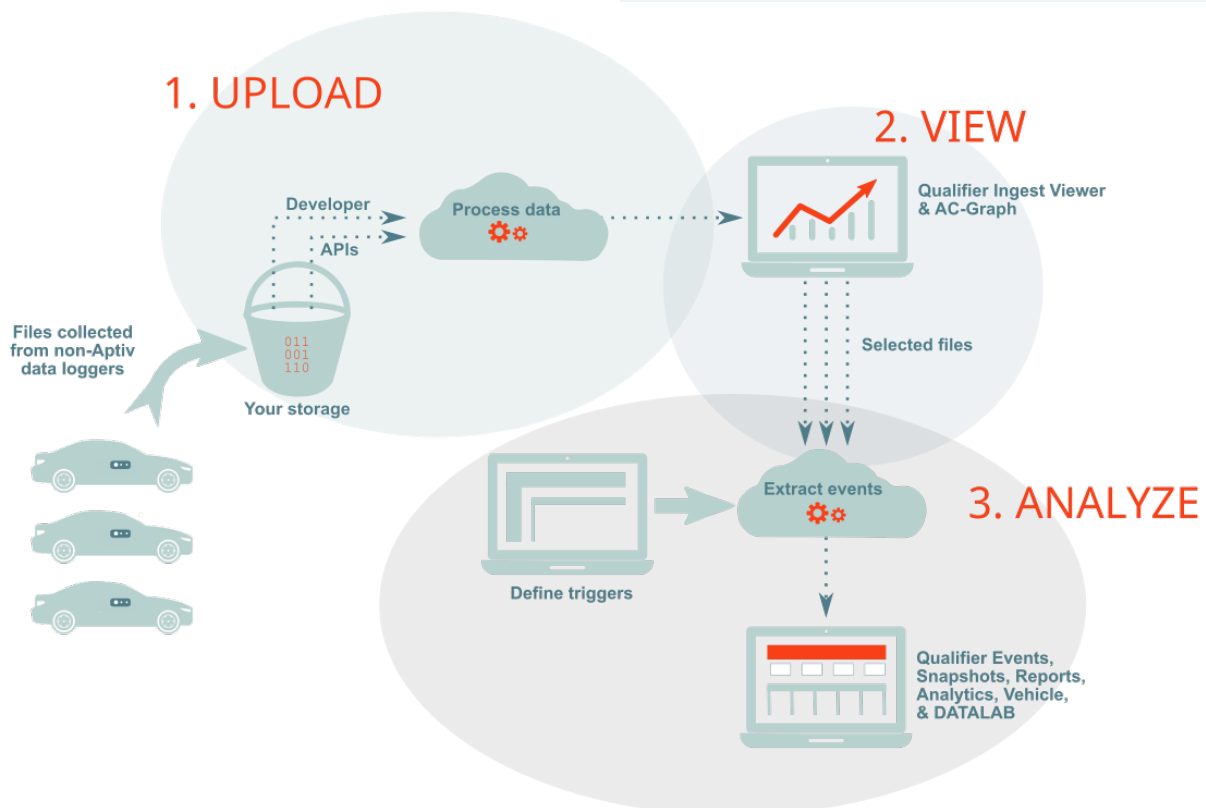 1. UPLOAD
2. VIEW
Developer
Process data
APIs
Qualifier Ingest Viewer
& AC-Graph
Files collected
from non-Aptiv
data loggers
011
001
110
Your storage
Selected files
Extract events
3. ANALYZE
Define triggers
Qualifier Events,
Snapshots, Reports,
Analytics, Vehicle,
& DATALAB